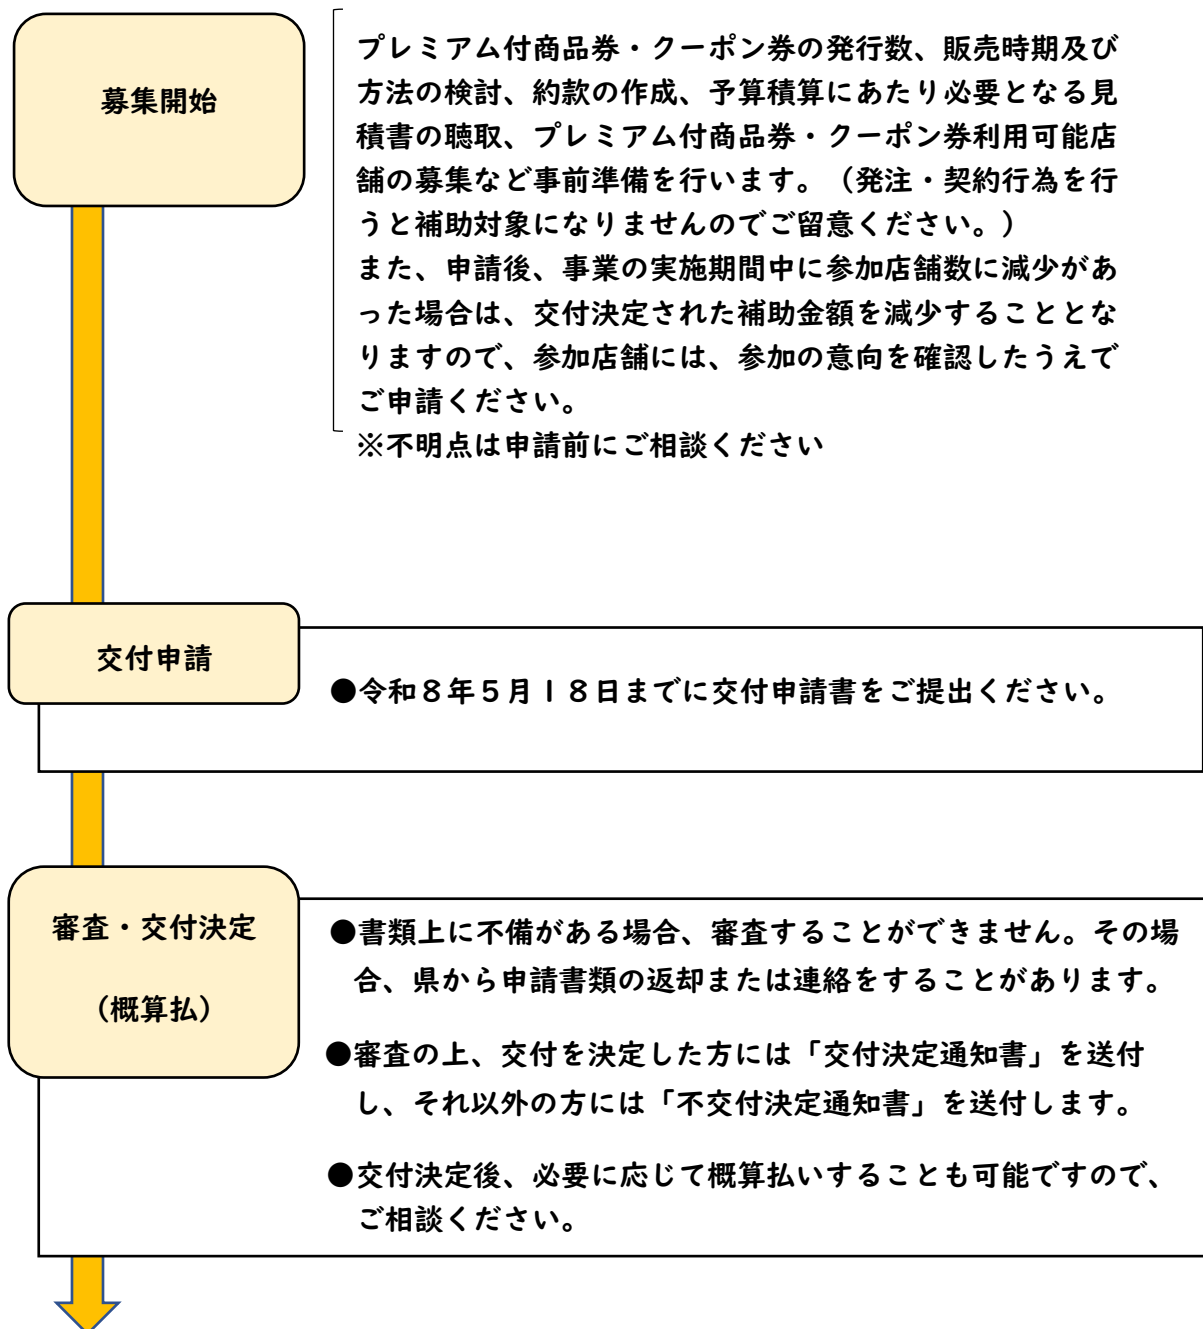 募集開始
プレミアム付商品券・クーポン券の発行数、販売時期及び
方法の検討、約款の作成、予算積算にあたり必要となる見
積書の聴取、プレミアム付商品券・クーポン券利用可能店
舗の募集など事前準備を行います。（発注・契約行為を行
うと補助対象になりませんのでご留意ください。）
また、申請後、事業の実施期間中に参加店舗数に減少があ
った場合は、交付決定された補助金額を減少することとな
りますので、参加店舗には、参加の意向を確認したうえで
ご申請ください。
※不明点は申請前にご相談ください
交付申請
●令和８年５月１８日までに交付申請書をご提出ください。
審査・交付決定
（概算払）
●書類上に不備がある場合、審査することができません。その場
合、県から申請書類の返却または連絡をすることがあります。
●審査の上、交付を決定した方には「交付決定通知書」を送付
し、それ以外の方には「不交付決定通知書」を送付します。
●交付決定後、必要に応じて概算払いすることも可能ですので、
ご相談ください。